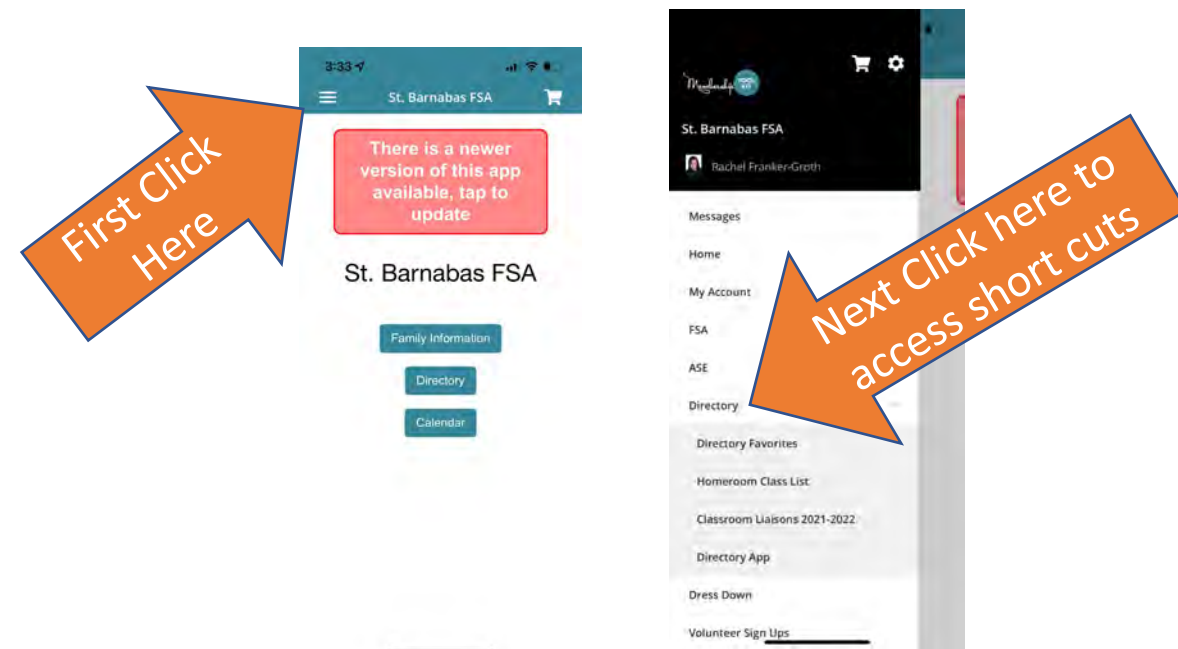 First Click
Here
3:33
St. Barnabas FSA
There is a newer
version of this app
available, tap to
update
St. Barnabas FSA
Family Information
Directory
Calendar
Membership
St. Barnabas FSA
Rachel Franker-Groth
Messages
Home
My Account
FSA
ASE
Directory
Directory Favorites
Homeroom Class List
Classroom Liaisons 2021-2022
Directory App
Dress Down
Volunteer Sign Ups
Next Click here to
access short cuts